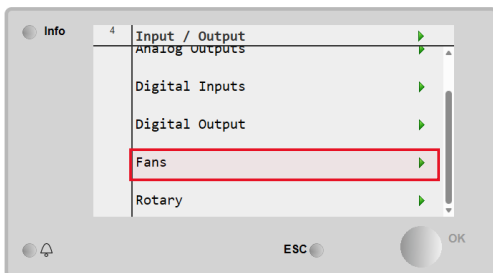 Info
4
Input / Output
Analog Outputs
Digital Inputs
Digital Output
Fans
Rotary
ESC
OK